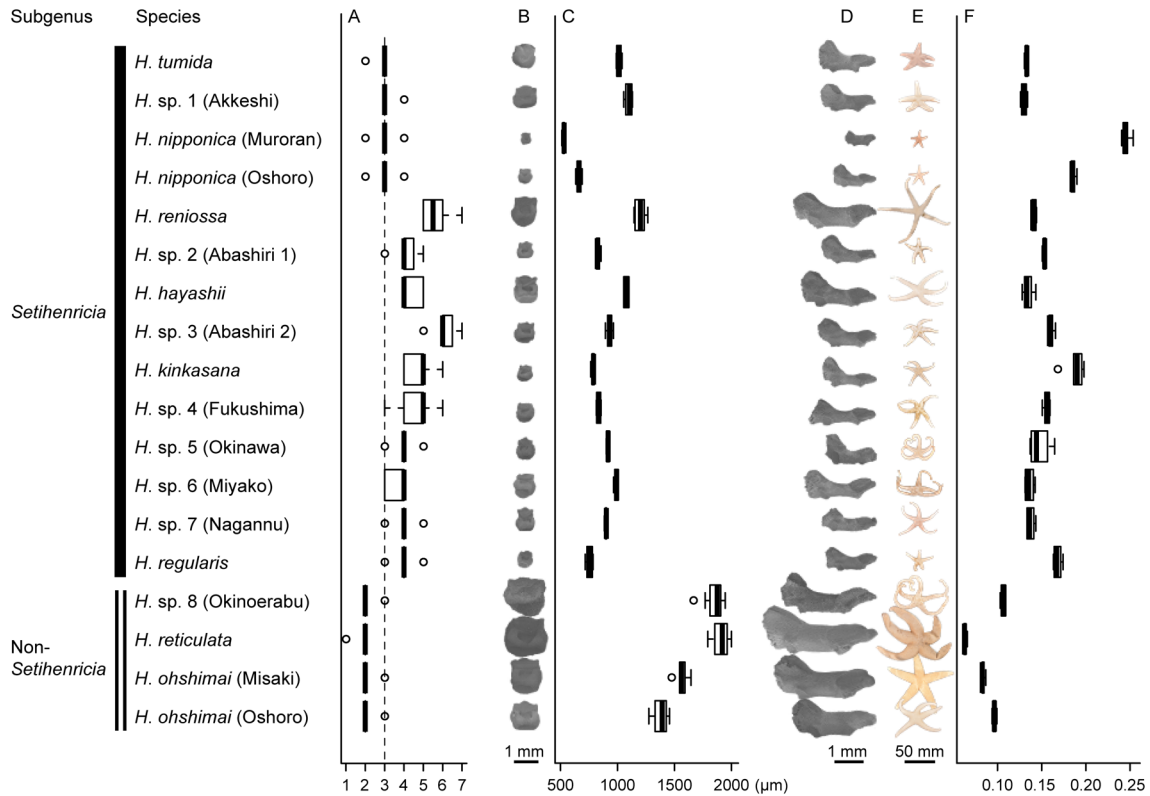 Subgenus Species A B C D E F
H. tumida
H. sp. 1 (Akkeshi)
H. nipponica (Muroran)
H. nipponica (Oshoro)
H. reniossa
H. sp. 2 (Abashiri 1)
H. hayashii
Setihenricia
H. sp. 3 (Abashiri 2)
H. kinkasana
H. sp. 4 (Fukushima)
H. sp. 5 (Okinawa)
H. sp. 6 (Miyako)
H. sp. 7 (Nagannu)
H. regularis
H. sp. 8 (Okinoerabu)
H. reticulata
Non-
Setihenricia
H. ohshimai (Misaki)
H. ohshimai (Oshoro)
1 mm 1 mm 50 mm
1 2 3 4 5 6 7 500 1000 1500 2000 (μm) 0.10 0.15 0.20 0.25